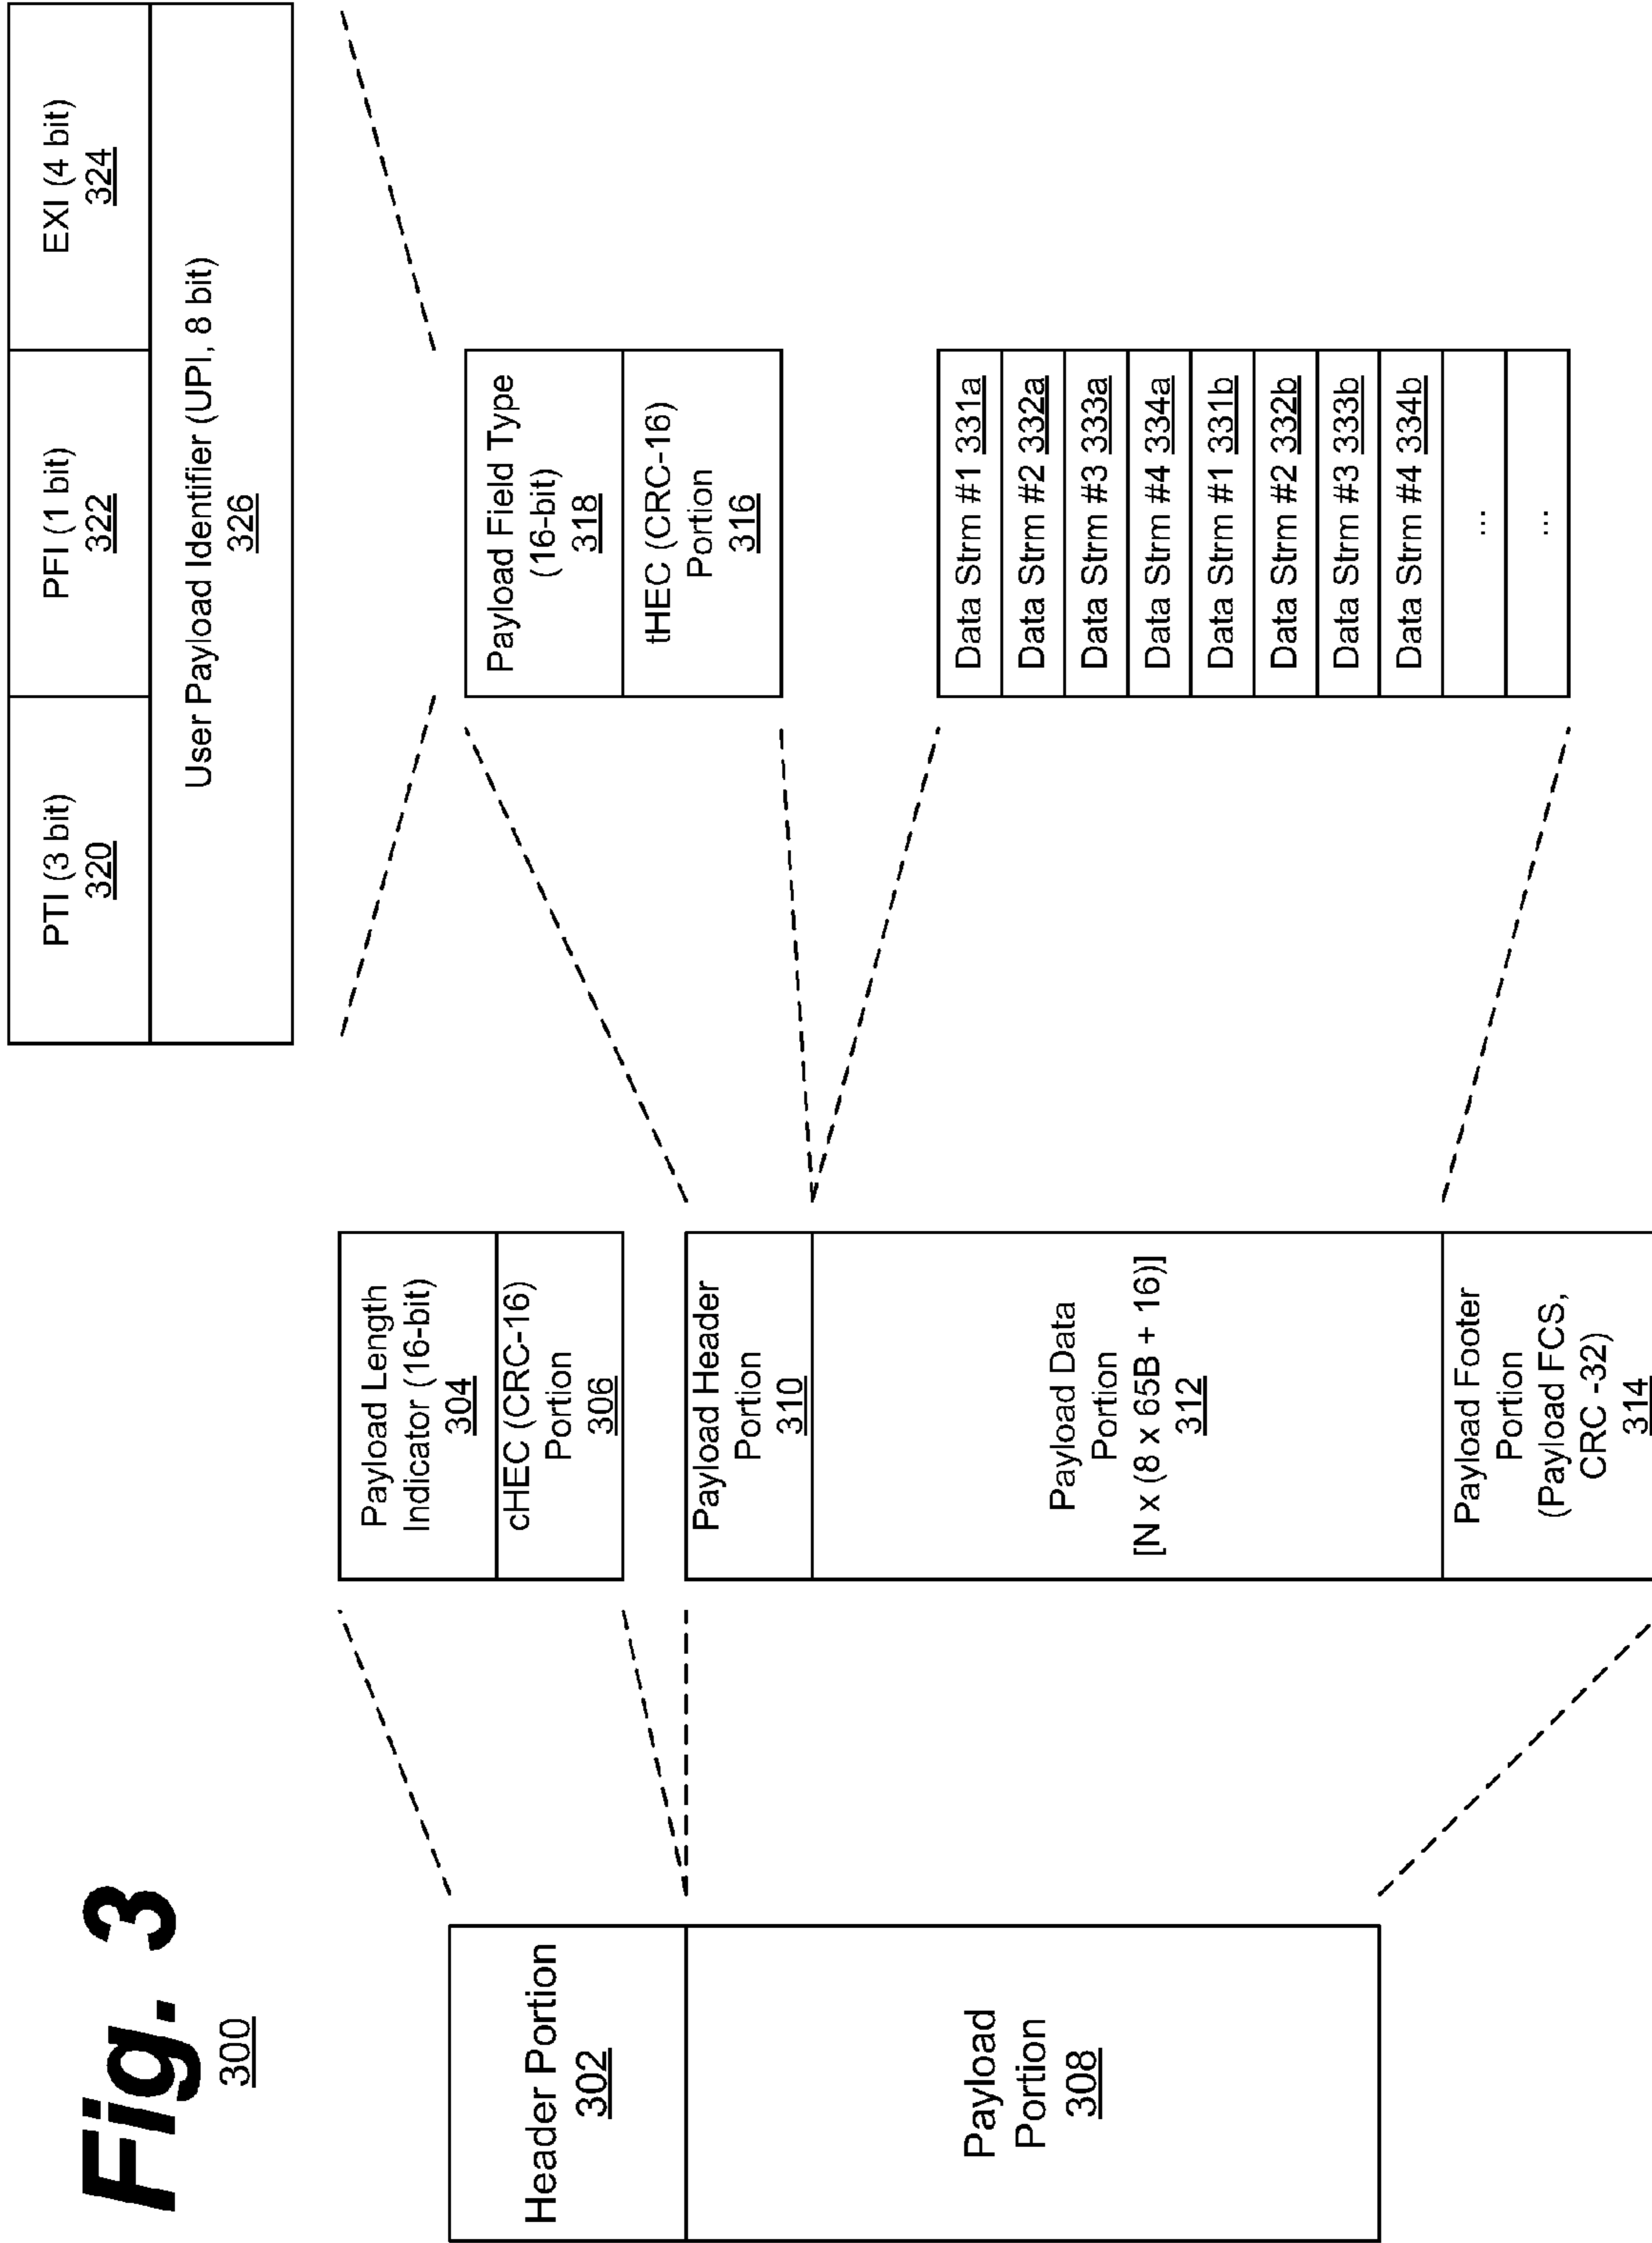 Fig. 3
300
Header Portion
302
Payload
Portion
308
Payload Length
Indicator (16-bit)
304
cHEC (CRC-16)
Portion
306
Payload Header
Portion
310
Payload Data
Portion
[N x (8 x 65B + 16)]
312
Payload Footer
Portion
(Payload FCS,
CRC -32)
314
PTI (3 bit)
320
PFI (1 bit)
322
EXI (4 bit)
324
User Payload Identifier (UPI, 8 bit)
326
Payload Field Type
(16-bit)
318
tHEC (CRC-16)
Portion
316
Data Strm #1 331a
Data Strm #2 332a
Data Strm #3 333a
Data Strm #4 334a
Data Strm #1 331b
Data Strm #2 332b
Data Strm #3 333b
Data Strm #4 334b
...
...